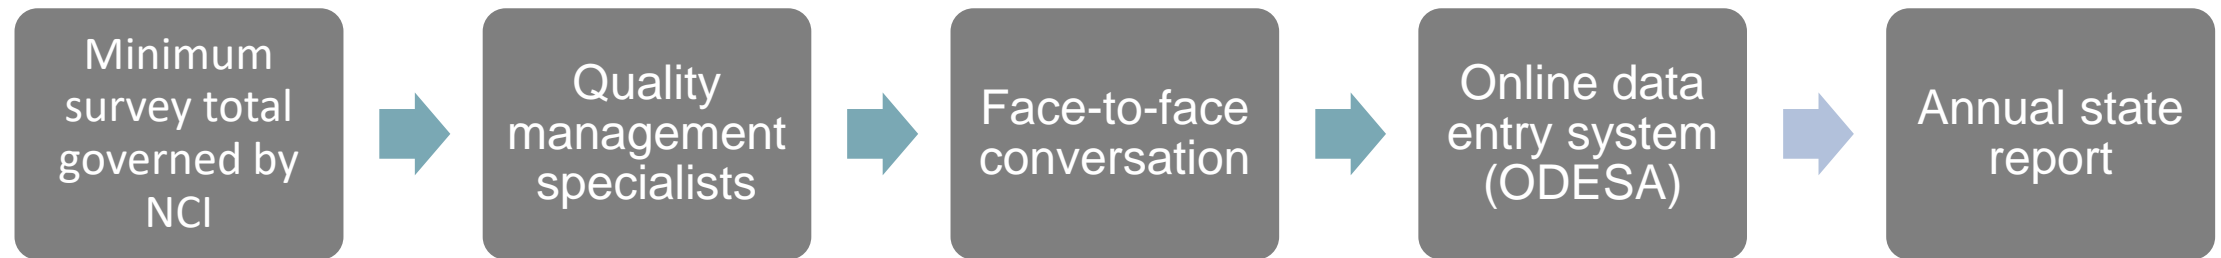 Minimum
survey total
governed by
NCI
Quality
management
specialists
Face-to-face
conversation
Online data
entry system
(ODESA)
Annual state
report